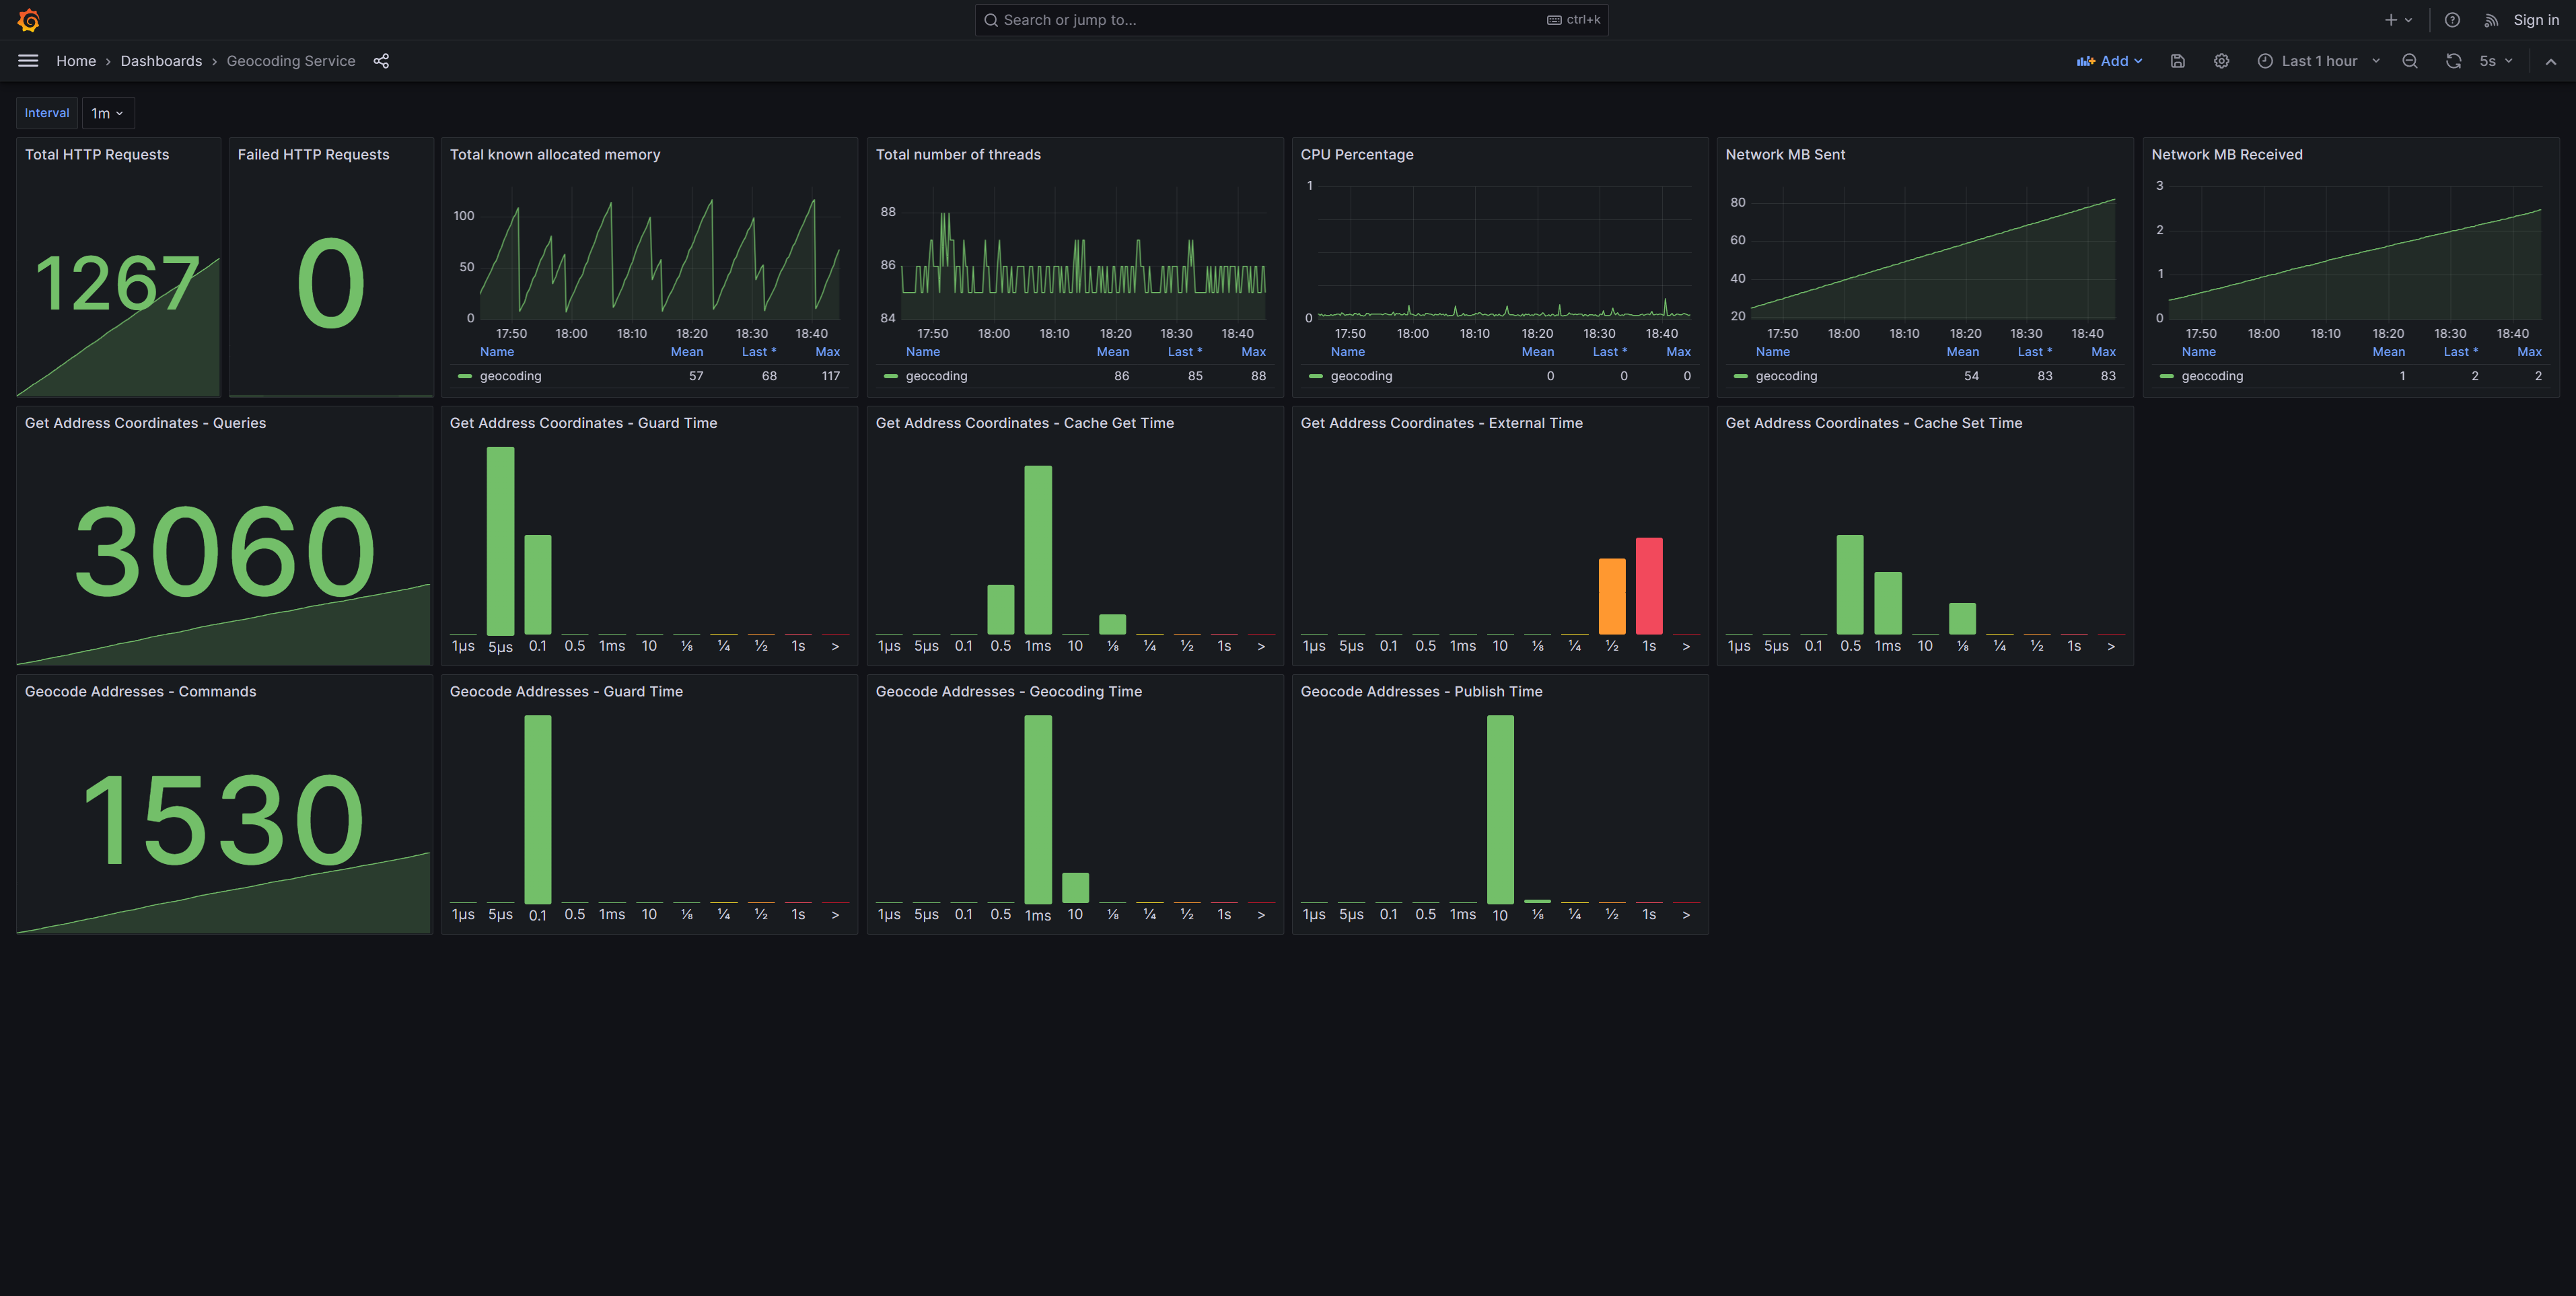 Search or jump to... ctrl+k Sign in
Home › Dashboards › Geocoding Service Add Last 1 hour 5s
Interval 1m
Total HTTP Requests
1267
Failed HTTP Requests
0
Total known allocated memory
100
50
0
17:50 18:00 18:10 18:20 18:30 18:40
Name Mean Last * Max
geocoding 57 68 117
Total number of threads
88
86
84
17:50 18:00 18:10 18:20 18:30 18:40
Name Mean Last * Max
geocoding 86 85 88
CPU Percentage
1
0
17:50 18:00 18:10 18:20 18:30 18:40
Name Mean Last * Max
geocoding 0 0 0
Network MB Sent
80
60
40
20
17:50 18:00 18:10 18:20 18:30 18:40
Name Mean Last * Max
geocoding 54 83 83
Network MB Received
3
2
1
0
17:50 18:00 18:10 18:20 18:30 18:40
Name Mean Last * Max
geocoding 1 2 2
Get Address Coordinates - Queries
3060
Get Address Coordinates - Guard Time
1µs 5µs 0.1 0.5 1ms 10 ⅛ ¼ ½ 1s >
Get Address Coordinates - Cache Get Time
1µs 5µs 0.1 0.5 1ms 10 ⅛ ¼ ½ 1s >
Get Address Coordinates - External Time
1µs 5µs 0.1 0.5 1ms 10 ⅛ ¼ ½ 1s >
Get Address Coordinates - Cache Set Time
1µs 5µs 0.1 0.5 1ms 10 ⅛ ¼ ½ 1s >
Geocode Addresses - Commands
1530
Geocode Addresses - Guard Time
1µs 5µs 0.1 0.5 1ms 10 ⅛ ¼ ½ 1s >
Geocode Addresses - Geocoding Time
1µs 5µs 0.1 0.5 1ms 10 ⅛ ¼ ½ 1s >
Geocode Addresses - Publish Time
1µs 5µs 0.1 0.5 1ms 10 ⅛ ¼ ½ 1s >